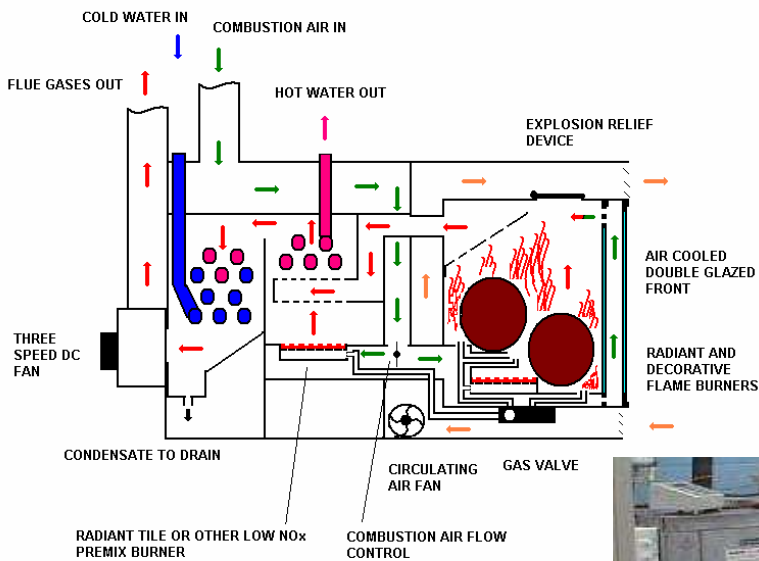 COLD WATER IN
COMBUSTION AIR IN
FLUE GASES OUT
HOT WATER OUT
EXPLOSION RELIEF
DEVICE
AIR COOLED
DOUBLE GLAZED
FRONT
THREE
SPEED DC
FAN
RADIANT AND
DECORATIVE
FLAME BURNERS
CONDENSATE TO DRAIN
CIRCULATING
AIR FAN
GAS VALVE
RADIANT TILE OR OTHER LOW NOx
PREMIX BURNER
COMBUSTION AIR FLOW
CONTROL